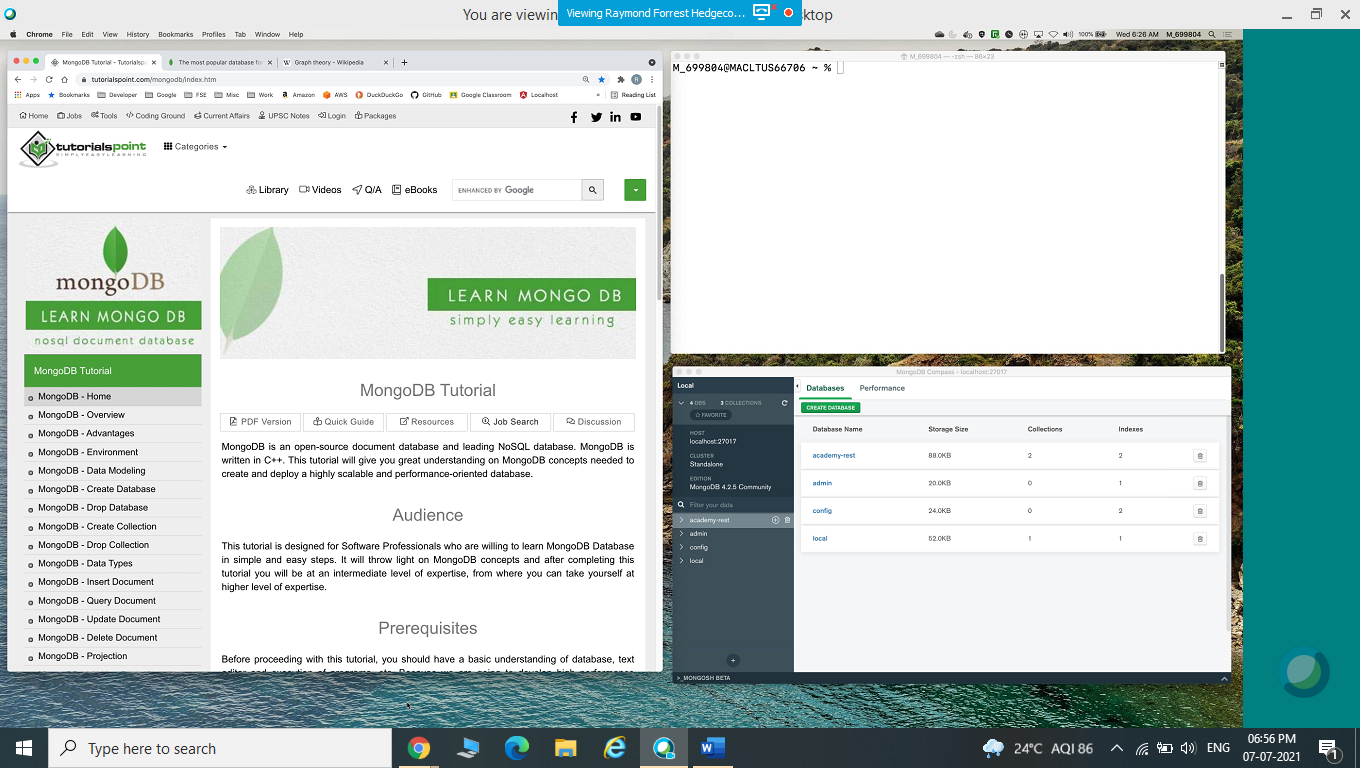 You are viewin
Viewing Raymond Forrest Hedgeco...
ktop
Chrome File Edit View History Bookmarks Profiles Tab Window Help
100% Wed 6:26 AM M_699804
MongoDB Tutorial - Tutorialsp
The most popular database fo
Graph theory - Wikipedia
tutorialspoint.com/mongodb/index.htm
R
Apps Bookmarks Developer Google FSE Misc Work Amazon AWS DuckDuckGo GitHub Google Classroom Localhost » Reading List
Home Jobs Tools Coding Ground Current Affairs UPSC Notes Login Packages
tutorialspoint
SIMPLYEASYLEARNING
Categories
Library Videos Q/A eBooks
ENHANCED BY Google
mongoDB
LEARN MONGO DB
nosql document database
MongoDB Tutorial
MongoDB - Home
MongoDB - Overview
MongoDB - Advantages
MongoDB - Environment
MongoDB - Data Modeling
MongoDB - Create Database
MongoDB - Drop Database
MongoDB - Create Collection
MongoDB - Drop Collection
MongoDB - Data Types
MongoDB - Insert Document
MongoDB - Query Document
MongoDB - Update Document
MongoDB - Delete Document
MongoDB - Projection
LEARN MONGO DB
simply easy learning
MongoDB Tutorial
PDF Version Quick Guide Resources Job Search Discussion
MongoDB is an open-source document database and leading NoSQL database. MongoDB is
written in C++. This tutorial will give you great understanding on MongoDB concepts needed to
create and deploy a highly scalable and performance-oriented database.
Audience
This tutorial is designed for Software Professionals who are willing to learn MongoDB Database
in simple and easy steps. It will throw light on MongoDB concepts and after completing this
tutorial you will be at an intermediate level of expertise, from where you can take yourself at
higher level of expertise.
Prerequisites
Before proceeding with this tutorial, you should have a basic understanding of database, text
M_699804 — -zsh — 86×23
M_699804@MACLTUS66706 ~ %
MongoDB Compass - localhost:27017
Local
4 DBS 3 COLLECTIONS
FAVORITE
HOST
localhost:27017
CLUSTER
Standalone
EDITION
MongoDB 4.2.5 Community
Filter your data
academy-rest
admin
config
local
+
>_MONGOSH BETA
Databases Performance
CREATE DATABASE
Database Name Storage Size Collections Indexes
academy-rest 88.0KB 2 2
admin 20.0KB 0 1
config 24.0KB 0 2
local 52.0KB 1 1
Type here to search
24°C AQI 86
ENG
06:56 PM
07-07-2021
1